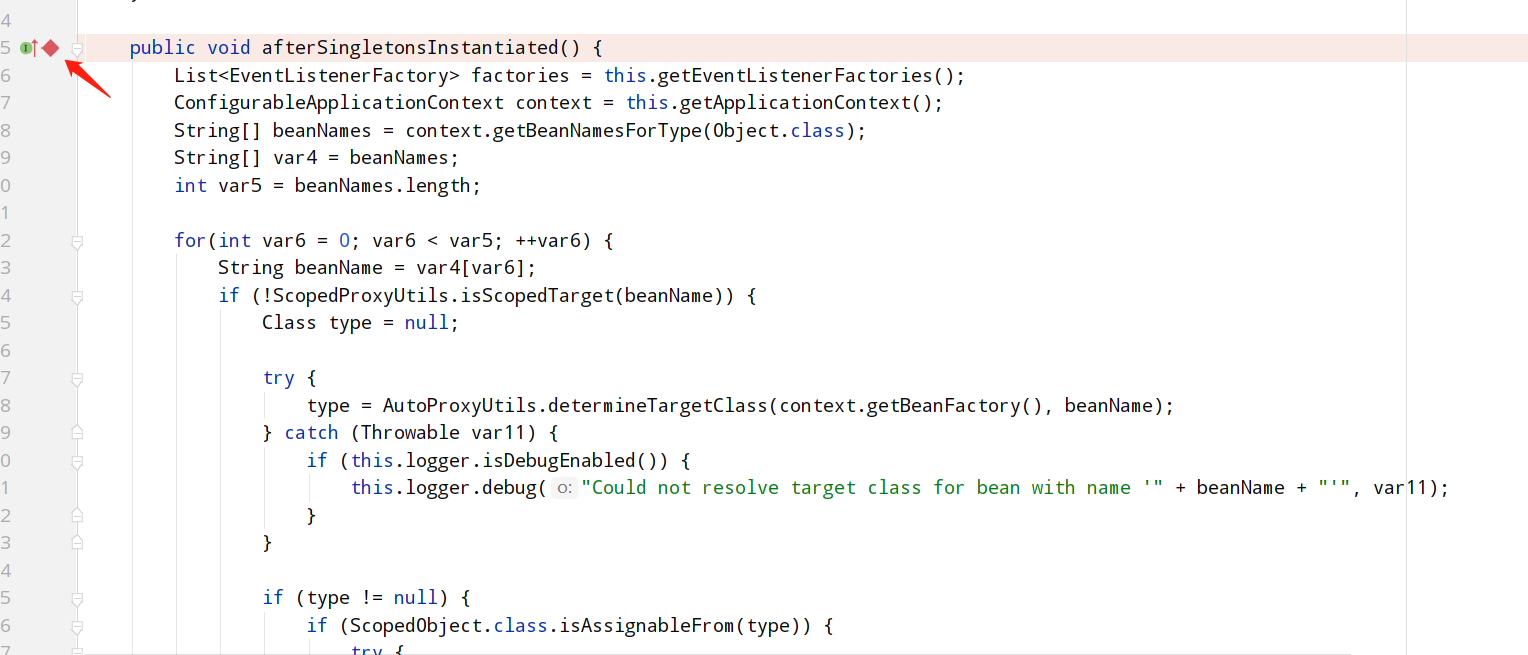 4
5 public void afterSingletonsInstantiated() {
6 List<EventListenerFactory> factories = this.getEventListenerFactories();
7 ConfigurableApplicationContext context = this.getApplicationContext();
8 String[] beanNames = context.getBeanNamesForType(Object.class);
9 String[] var4 = beanNames;
0 int var5 = beanNames.length;
1
2 for(int var6 = 0; var6 < var5; ++var6) {
3 String beanName = var4[var6];
4 if (!ScopedProxyUtils.isScopedTarget(beanName)) {
5 Class type = null;
6
7 try {
8 type = AutoProxyUtils.determineTargetClass(context.getBeanFactory(), beanName);
9 } catch (Throwable var11) {
0 if (this.logger.isDebugEnabled()) {
1 this.logger.debug( o: "Could not resolve target class for bean with name '" + beanName + "'", var11);
2 }
3 }
4
5 if (type != null) {
6 if (ScopedObject.class.isAssignableFrom(type)) {
7 try {